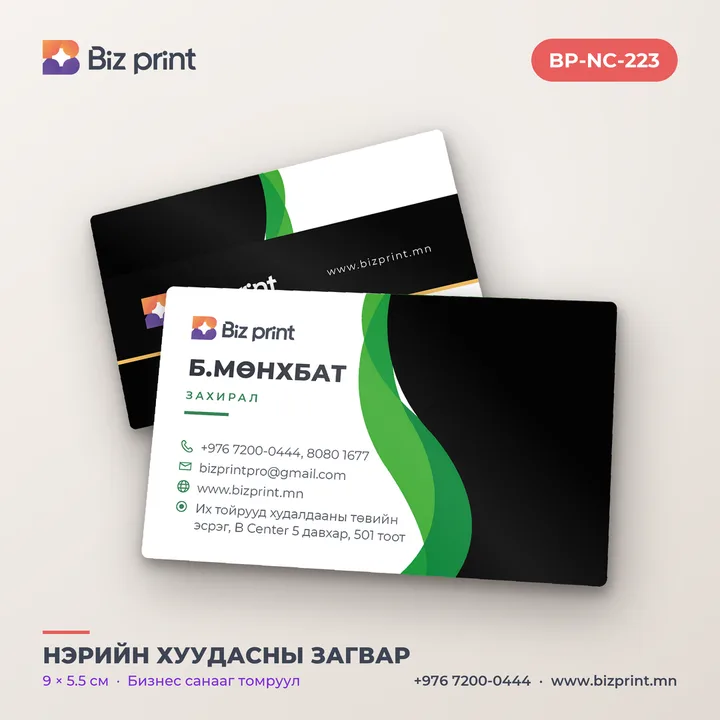 Biz print
BP-NC-223
www.bizprint.mn
Biz print
Б.МӨНХБАТ
ЗАХИРАЛ
+976 7200-0444, 8080 1677
bizprintpro@gmail.com
www.bizprint.mn
Их тойрууд худалдааны төвийн
эсрэг, B Center 5 давхар, 501 тоот
НЭРИЙН ХУУДАСНЫ ЗАГВАР
9 × 5.5 см · Бизнес санааг томруул
+976 7200-0444 · www.bizprint.mn